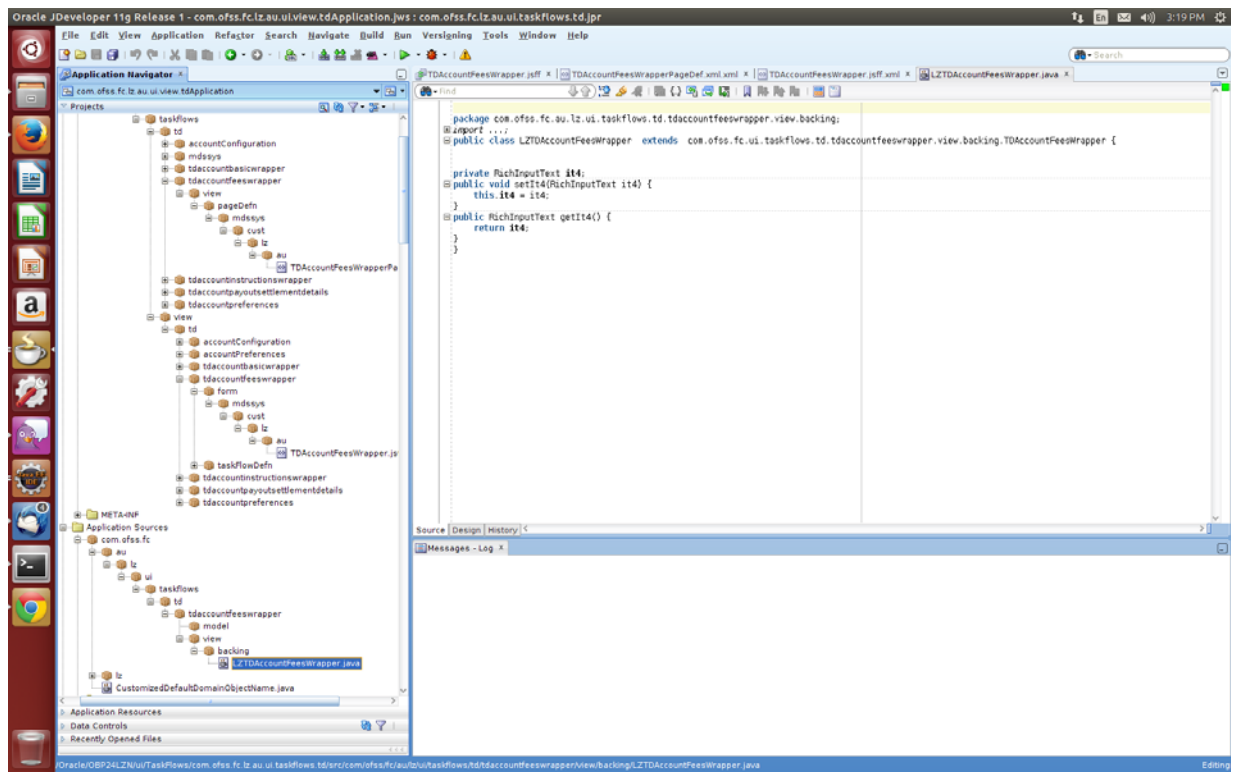 Oracle JDeveloper 11g Release 1 - com.ofss.fc.lz.au.ui.view.tdApplication.jws : com.ofss.fc.lz.au.ui.taskflows.td.jpr
En
3:19 PM
File Edit View Application Refactor Search Navigate Build Run Versioning Tools Window Help
Search
Application Navigator
TDAccountFeesWrapper.jsff
TDAccountFeesWrapperPageDef.xml.xml
TDAccountFeesWrapper.jsff.xml
LZTDAccountFeesWrapper.java
com.ofss.fc.lz.au.ui.view.tdApplication
Find
Projects
taskflows
td
accountConfiguration
mdssys
tdaccountbasicwrapper
tdaccountfeeswrapper
view
pageDefn
mdssys
cust
lz
au
TDAccountFeesWrapperPa
tdaccountinstructionswrapper
tdaccountpayoutsettlementdetails
tdaccountpreferences
view
td
accountConfiguration
accountPreferences
tdaccountbasicwrapper
tdaccountfeeswrapper
form
mdssys
cust
lz
au
TDAccountFeesWrapper.js
taskFlowDefn
tdaccountinstructionswrapper
tdaccountpayoutsettlementdetails
tdaccountpreferences
META-INF
Application Sources
com.ofss.fc
au
lz
ui
taskflows
td
tdaccountfeeswrapper
model
view
backing
LZTDAccountFeesWrapper.java
lz
CustomizedDefaultDomainObjectName.java
Application Resources
Data Controls
Recently Opened Files
package com.ofss.fc.au.lz.ui.taskflows.td.tdaccountfeeswrapper.view.backing;
import ...;
public class LZTDAccountFeesWrapper extends com.ofss.fc.ui.taskflows.td.tdaccountfeeswrapper.view.backing.TDAccountFeesWrapper {
private RichInputText it4;
public void setIt4(RichInputText it4) {
this.it4 = it4;
}
public RichInputText getIt4() {
return it4;
}
}
Source Design History
Messages - Log
/Oracle/OBP24LZN/ui/TaskFlows/com.ofss.fc.lz.au.ui.taskflows.td/src/com/ofss/fc/au/lz/ui/taskflows/td/tdaccountfeeswrapper/view/backing/LZTDAccountFeesWrapper.java
Editing